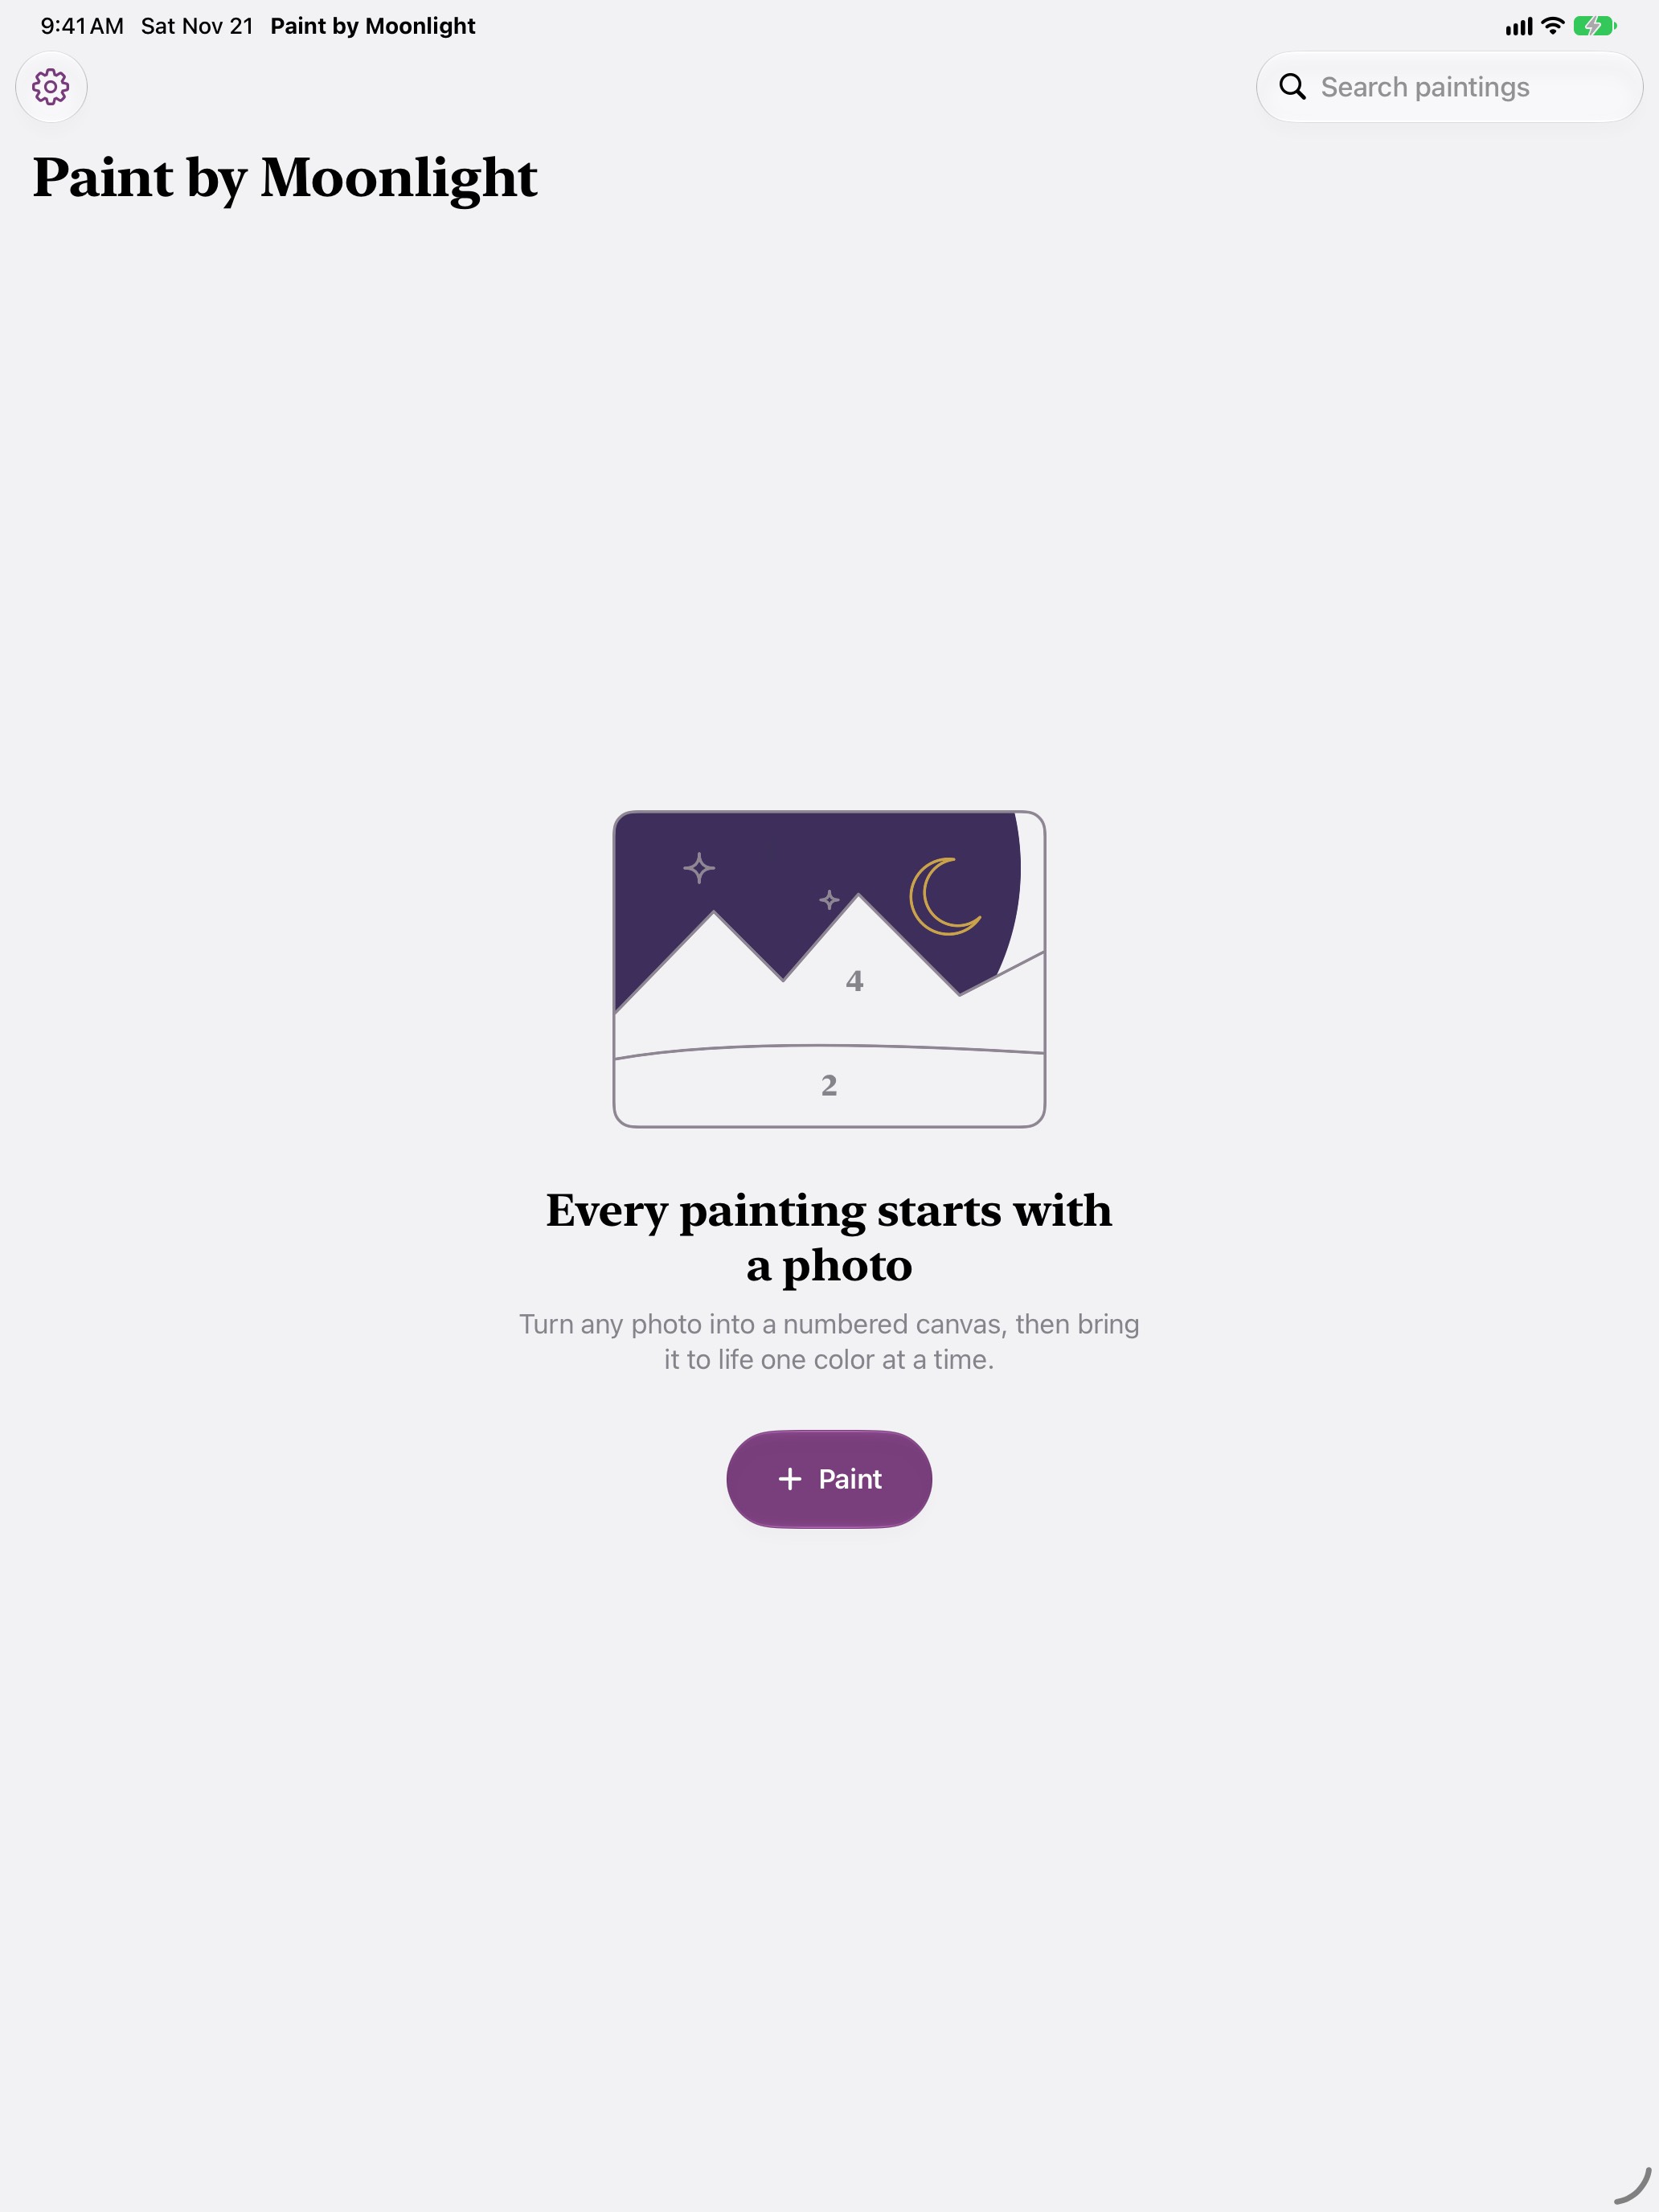 9:41 AM Sat Nov 21 Paint by Moonlight
Search paintings
Paint by Moonlight
4
2
Every painting starts with
a photo
Turn any photo into a numbered canvas, then bring
it to life one color at a time.
+ Paint